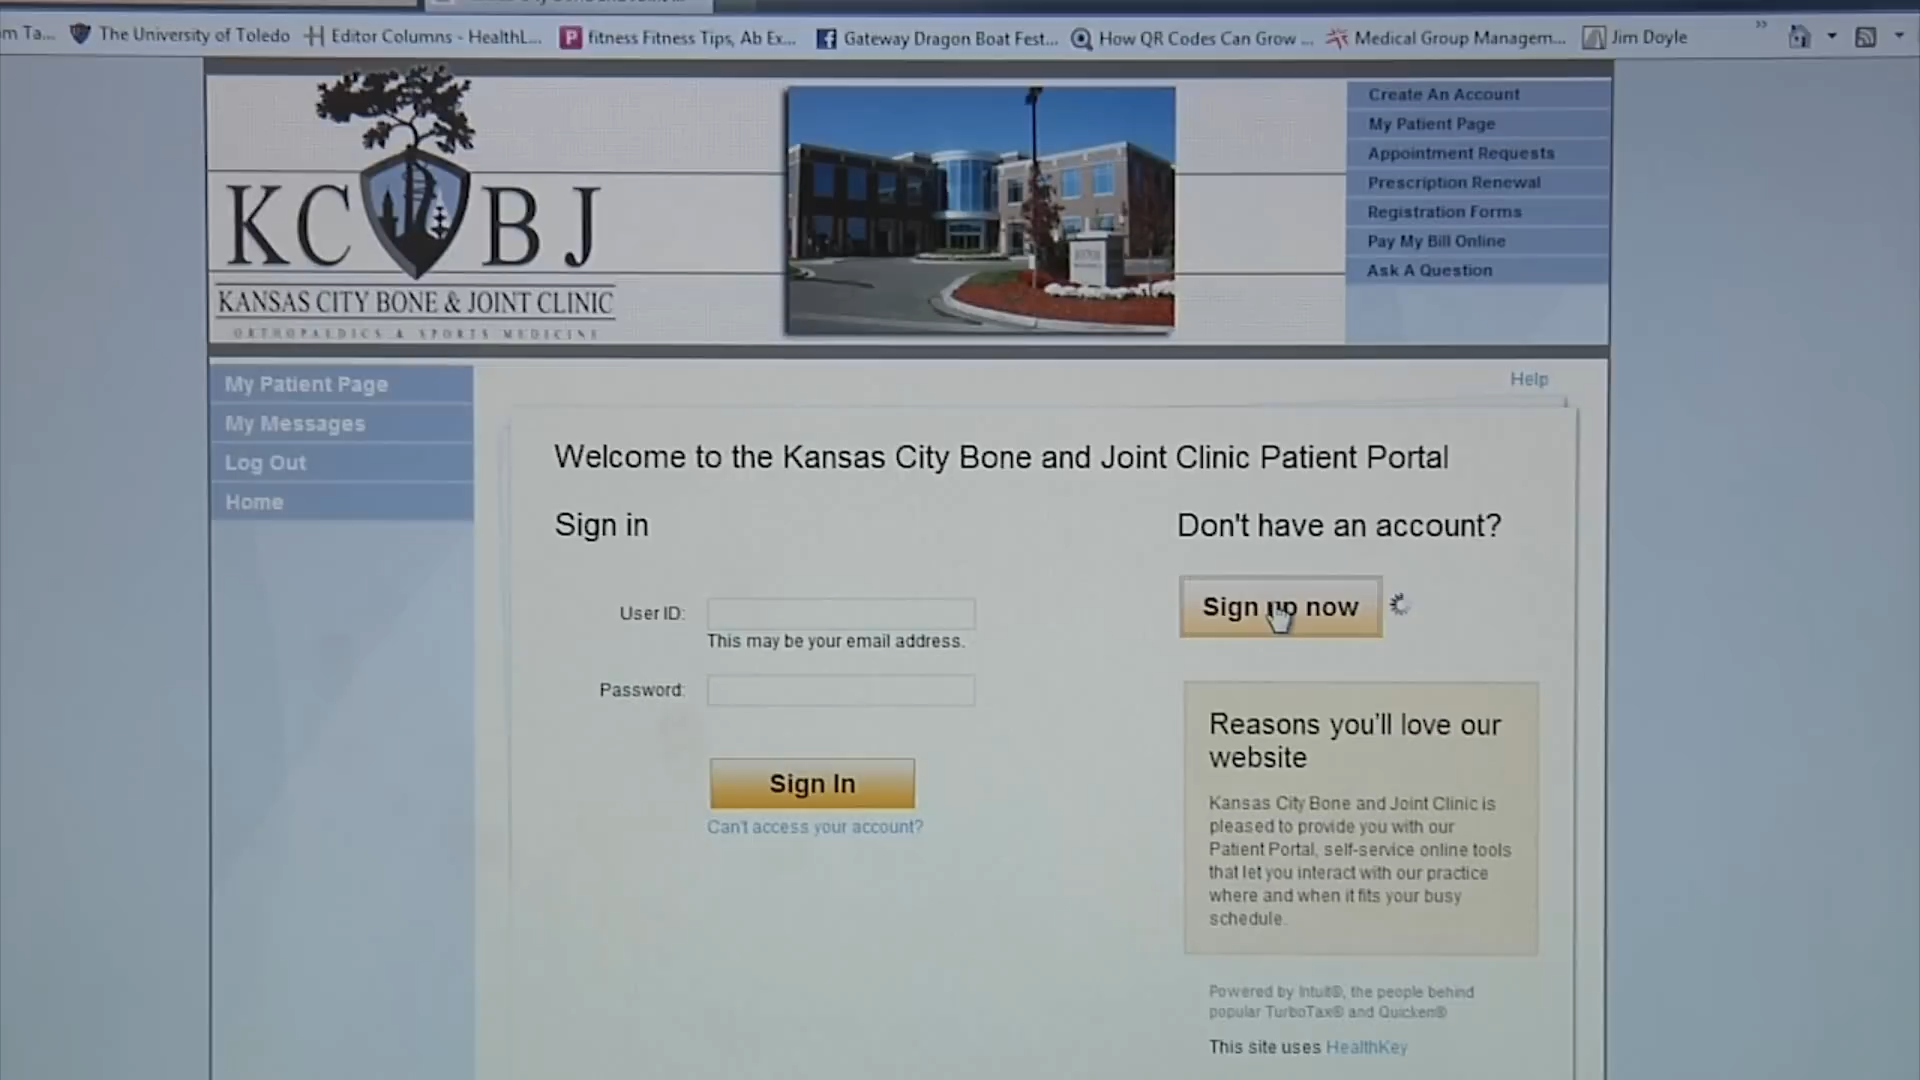 The University of Toledo
Editor Columns - HealthL...
fitness Fitness Tips, Ab Ex...
Gateway Dragon Boat Fest...
How QR Codes Can Grow ...
Medical Group Managem...
Jim Doyle
KC BJ
KANSAS CITY BONE & JOINT CLINIC
ORTHOPAEDICS & SPORTS MEDICINE
Create An Account
My Patient Page
Appointment Requests
Prescription Renewal
Registration Forms
Pay My Bill Online
Ask A Question
My Patient Page
My Messages
Log Out
Home
Help
Welcome to the Kansas City Bone and Joint Clinic Patient Portal
Sign in
User ID:
This may be your email address.
Password:
Sign In
Can't access your account?
Don't have an account?
Sign up now
Reasons you'll love our
website
Kansas City Bone and Joint Clinic is
pleased to provide you with our
Patient Portal, self-service online tools
that let you interact with our practice
where and when it fits your busy
schedule.
Powered by Intuit®, the people behind
popular TurboTax® and Quicken®
This site uses HealthKey